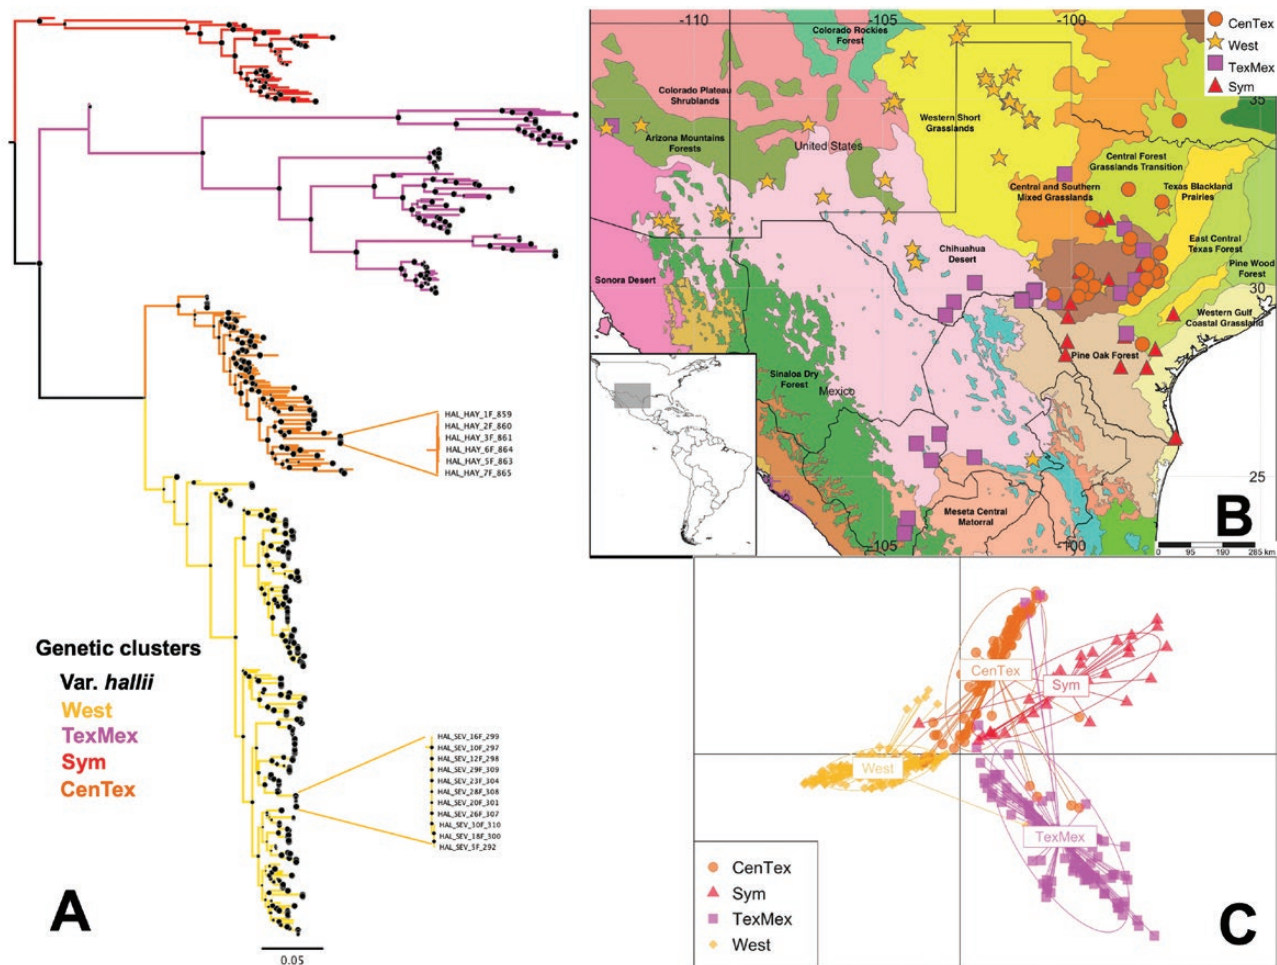 HAL_HAY_1F_859
HAL_HAY_2F_860
HAL_HAY_3F_861
HAL_HAY_6F_864
HAL_HAY_5F_863
HAL_HAY_7F_865
Genetic clusters
Var. hallii
West
TexMex
Sym
CenTex
HAL_SEV_16F_299
HAL_SEV_10F_297
HAL_SEV_12F_298
HAL_SEV_29F_309
HAL_SEV_23F_304
HAL_SEV_28F_308
HAL_SEV_20F_301
HAL_SEV_26F_307
HAL_SEV_30F_310
HAL_SEV_18F_300
HAL_SEV_3F_292
A
0.05
-110
-105
-100
CenTex
West
TexMex
Sym
35
Colorado Rockies
Forest
Colorado Plateau
Shrublands
Western Short
Grasslands
Arizona Mountains
Forests
United States
Central Forest
Grasslands Transition
Central and Southern
Mixed Grasslands
Texas Blackland
Prairies
East Central
Texas Forest
Chihuahua
Desert
Pine Wood
Forest
Sonora Desert
30
Western Gulf
Coastal Grassland
Pine Oak Forest
Sinaloa Dry
Forest
Mexico
25
Meseta Central
Matorral
B
-105
-100
0 95 190 285 km
CenTex
Sym
West
TexMex
CenTex
Sym
TexMex
West
C